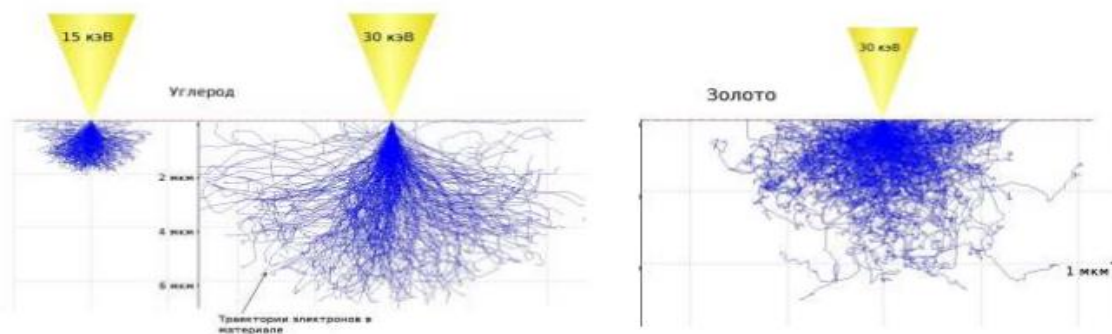 15 кэВ
30 кэВ
Углерод
2 мкм
4 мкм
6 мкм
Траектории электронов в
материале
30 кэВ
Золото
1 мкм